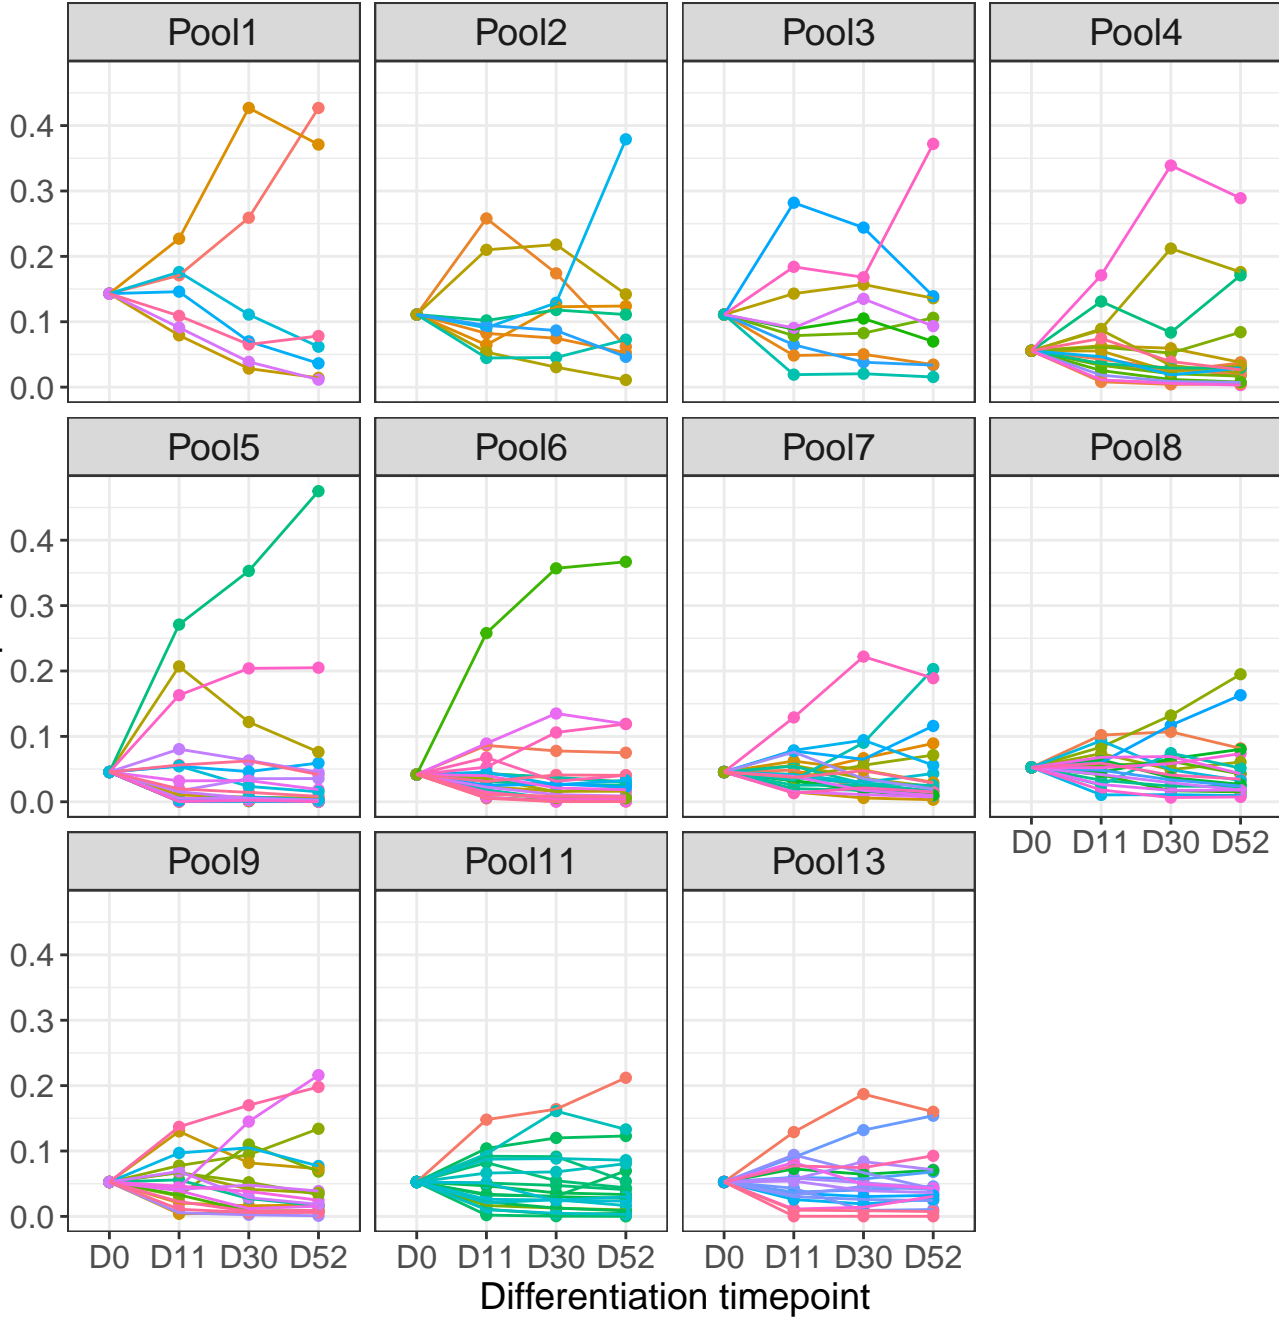 Pool1 Pool2 Pool3 Pool4
0.4
0.3
0.2
0.1
0.0
Pool5 Pool6 Pool7 Pool8
0.4
0.3
0.2
0.1
0.0
D0 D11 D30 D52
Pool9 Pool11 Pool13
0.4
0.3
0.2
0.1
0.0
D0 D11 D30 D52 D0 D11 D30 D52 D0 D11 D30 D52
Differentiation timepoint